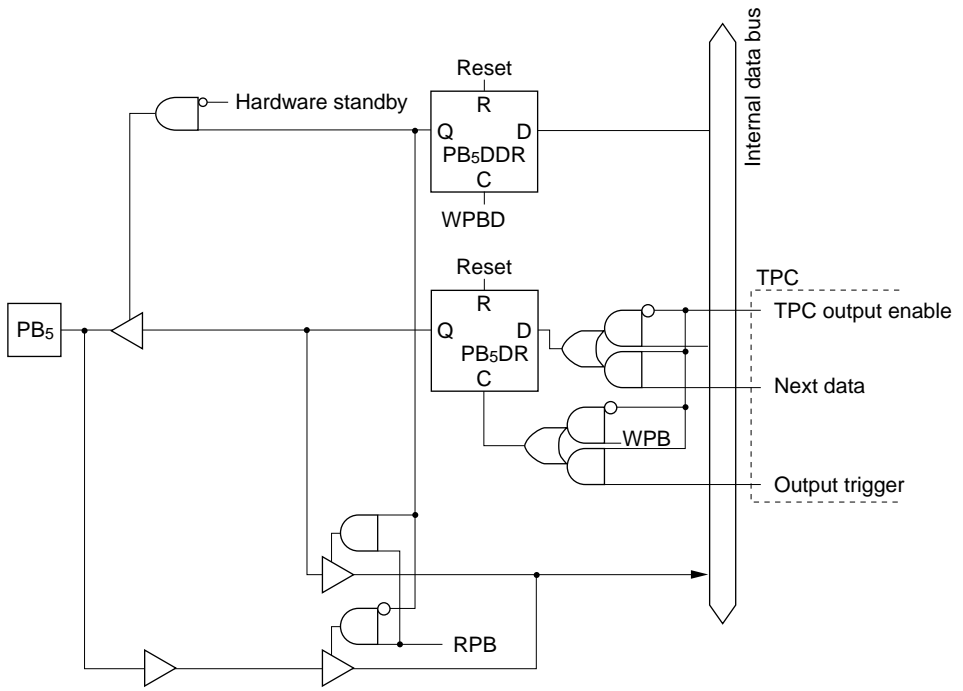 Internal data bus
Reset
Hardware standby
R
Q D
PB₅DDR
C
WPBD
Reset
TPC
R
TPC output enable
PB₅
Q D
PB₅DR
C
Next data
WPB
Output trigger
RPB